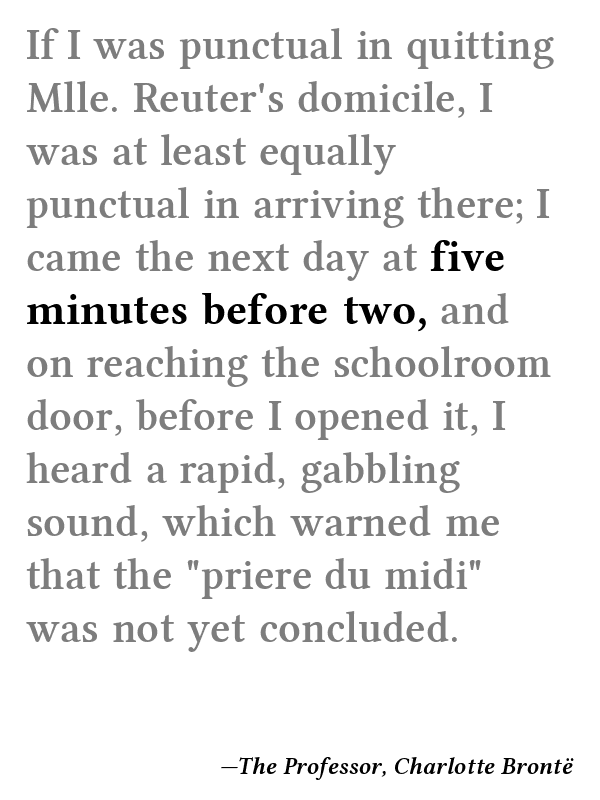 If I was punctual in quitting
Mlle. Reuter's domicile, I
was at least equally
punctual in arriving there; I
came the next day at five
minutes before two, and
on reaching the schoolroom
door, before I opened it, I
heard a rapid, gabbling
sound, which warned me
that the "priere du midi"
was not yet concluded.
—The Professor, Charlotte Brontë